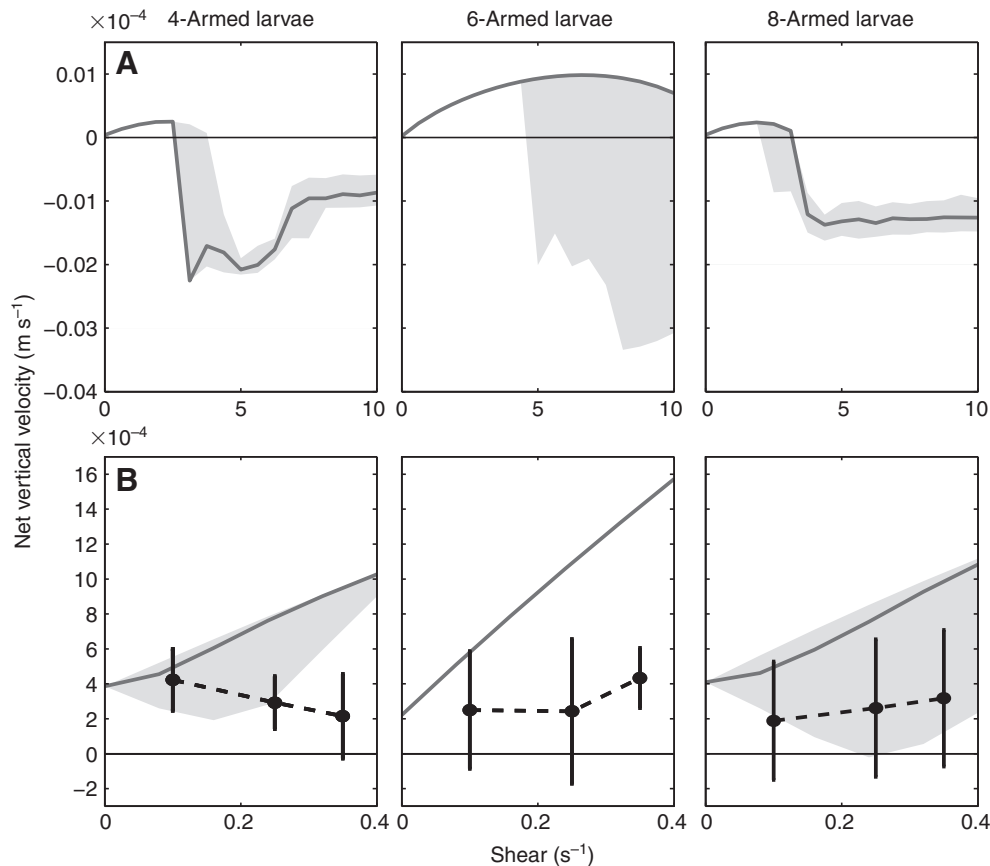 ×10⁻⁴
4-Armed larvae
6-Armed larvae
8-Armed larvae
A
0.01
0
−0.01
−0.02
−0.03
−0.04
0 5 10
0 5 10
0 5 10
Net vertical velocity (m s⁻¹)
×10⁻⁴
B
16
14
12
10
8
6
4
2
0
−2
0 0.2 0.4
0 0.2 0.4
0 0.2 0.4
Shear (s⁻¹)